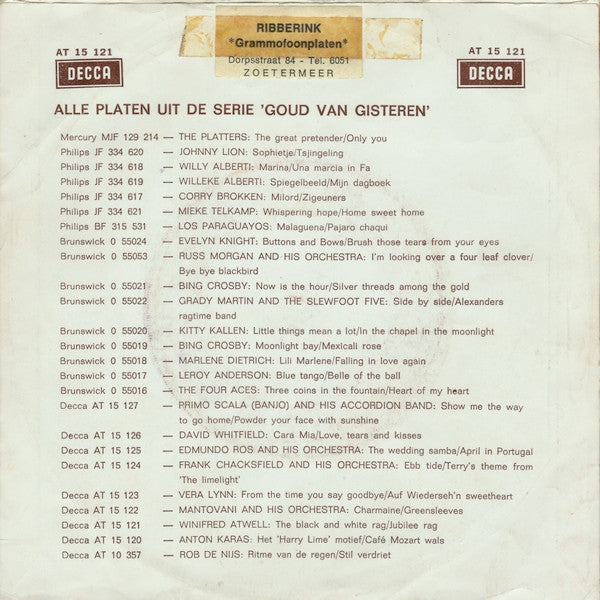 RIBBERINK
*Grammofoonplaten*
Dorpsstraat 84 - Tel. 6051
ZOETERMEER
AT 15 121
DECCA
AT 15 121
DECCA
ALLE PLATEN UIT DE SERIE 'GOUD VAN GISTEREN'
Mercury MJF 129 214 — THE PLATTERS: The great pretender/Only you
Philips JF 334 620 — JOHNNY LION: Sophietje/Tsjingeling
Philips JF 334 618 — WILLY ALBERTI: Marina/Una marcia in Fa
Philips JF 334 619 — WILLEKE ALBERTI: Spiegelbeeld/Mijn dagboek
Philips JF 334 617 — CORRY BROKKEN: Milord/Zigeuners
Philips JF 334 621 — MIEKE TELKAMP: Whispering hope/Home sweet home
Philips BF 315 531 — LOS PARAGUAYOS: Malaguena/Pajaro chaqui
Brunswick 0 55024 — EVELYN KNIGHT: Buttons and Bows/Brush those tears from your eyes
Brunswick 0 55053 — RUSS MORGAN AND HIS ORCHESTRA: I'm looking over a four leaf clover/
Bye bye blackbird
Brunswick 0 55021 — BING CROSBY: Now is the hour/Silver threads among the gold
Brunswick 0 55022 — GRADY MARTIN AND THE SLEWFOOT FIVE: Side by side/Alexanders
ragtime band
Brunswick 0 55020 — KITTY KALLEN: Little things mean a lot/In the chapel in the moonlight
Brunswick 0 55019 — BING CROSBY: Moonlight bay/Mexicali rose
Brunswick 0 55018 — MARLENE DIETRICH: Lili Marlene/Falling in love again
Brunswick 0 55017 — LEROY ANDERSON: Blue tango/Belle of the ball
Brunswick 0 55016 — THE FOUR ACES: Three coins in the fountain/Heart of my heart
Decca AT 15 127 — PRIMO SCALA (BANJO) AND HIS ACCORDION BAND: Show me the way
to go home/Powder your face with sunshine
Decca AT 15 126 — DAVID WHITFIELD: Cara Mia/Love, tears and kisses
Decca AT 15 125 — EDMUNDO ROS AND HIS ORCHESTRA: The wedding samba/April in Portugal
Decca AT 15 124 — FRANK CHACKSFIELD AND HIS ORCHESTRA: Ebb tide/Terry's theme from
'The limelight'
Decca AT 15 123 — VERA LYNN: From the time you say goodbye/Auf Wiederseh'n sweetheart
Decca AT 15 122 — MANTOVANI AND HIS ORCHESTRA: Charmaine/Greensleeves
Decca AT 15 121 — WINIFRED ATWELL: The black and white rag/Jubilee rag
Decca AT 15 120 — ANTON KARAS: Het 'Harry Lime' motief/Café Mozart wals
Decca AT 10 357 — ROB DE NIJS: Ritme van de regen/Stil verdriet